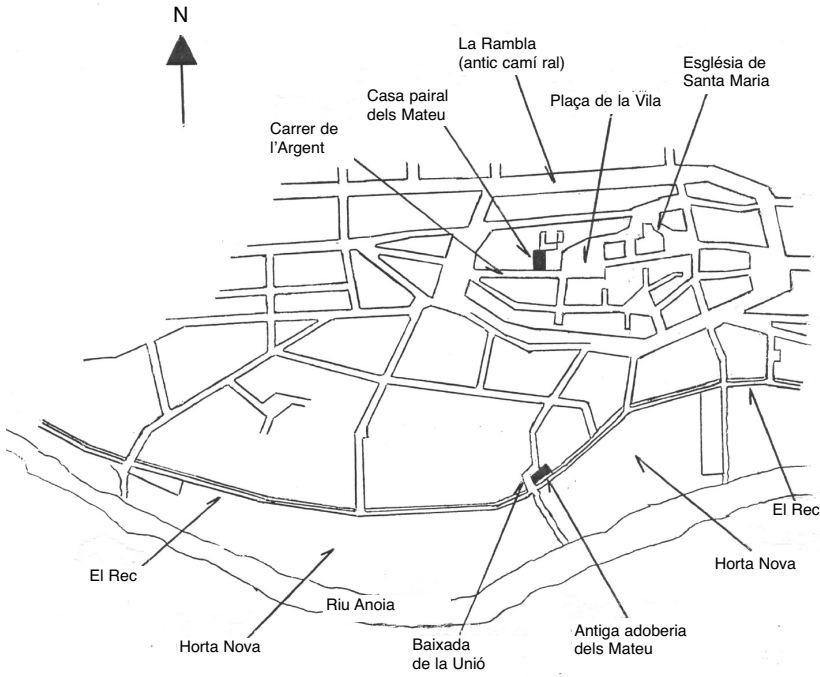 N
La Rambla
(antic camí ral)
Església de
Santa Maria
Casa pairal
dels Mateu
Plaça de la Vila
Carrer de
l'Argent
El Rec
Horta Nova
El Rec
Riu Anoia
Horta Nova
Baixada
de la Unió
Antiga adoberia
dels Mateu